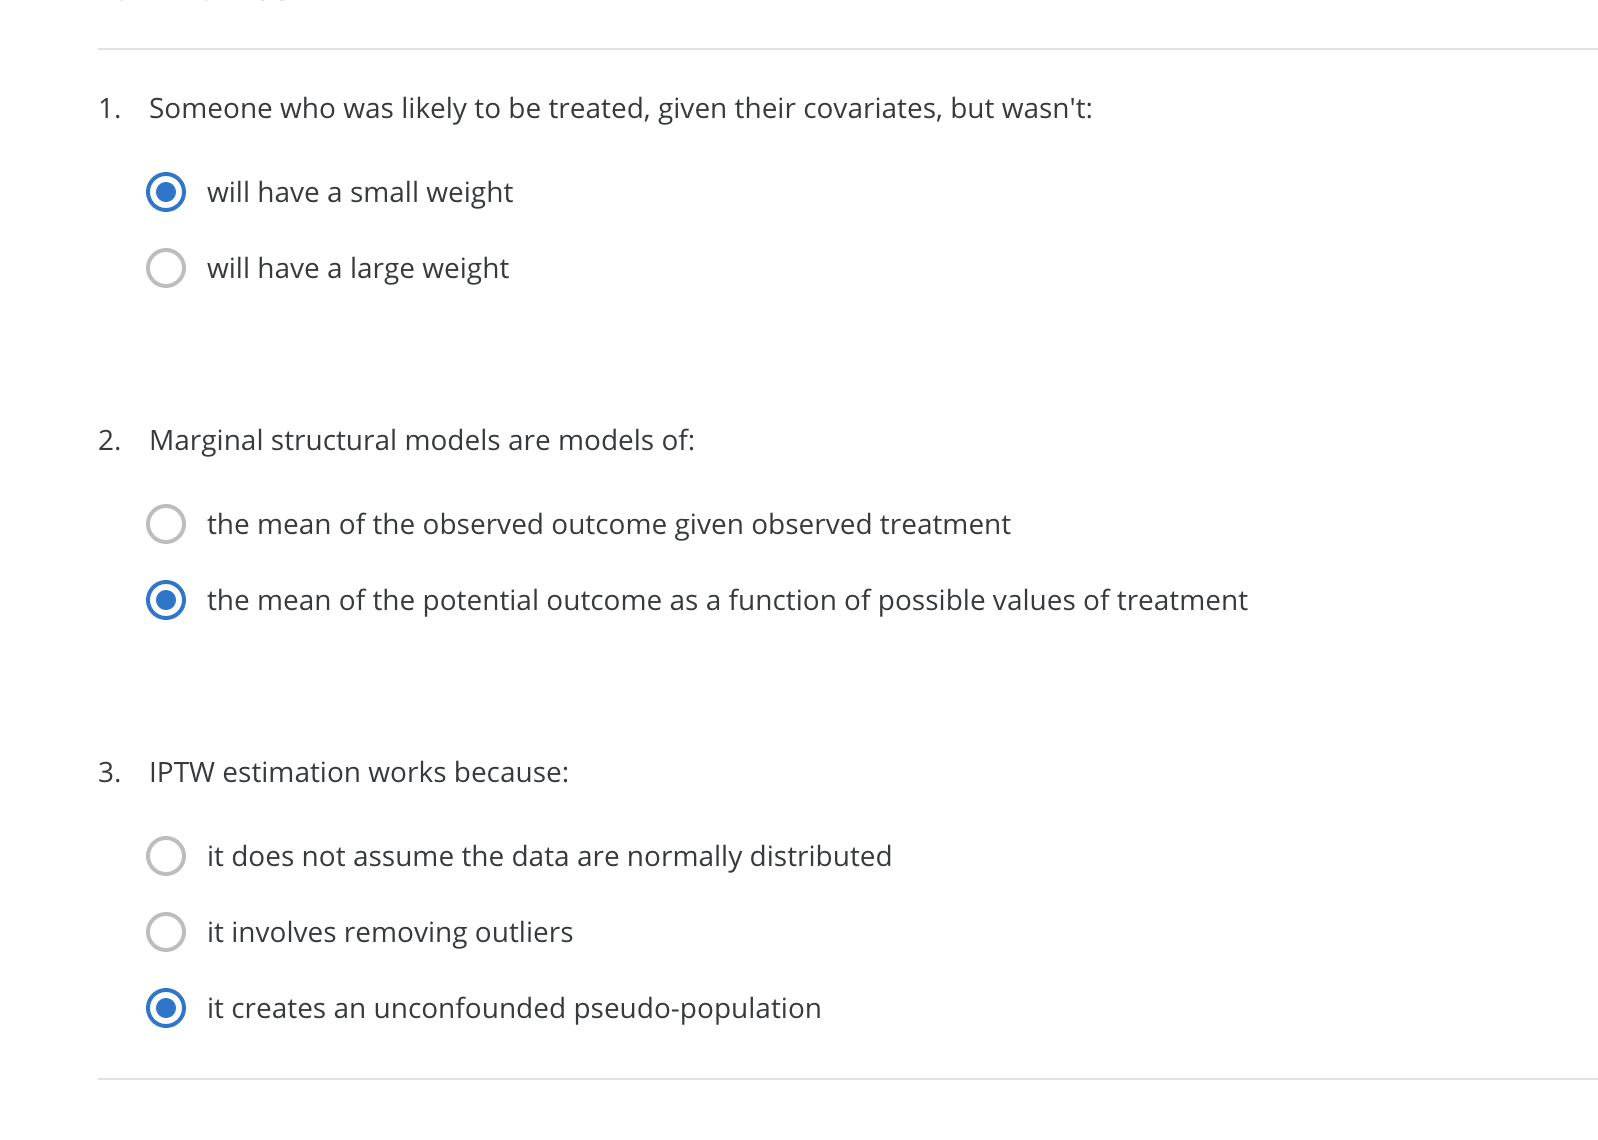 1. Someone who was likely to be treated, given their covariates, but wasn't:
will have a small weight
will have a large weight
2. Marginal structural models are models of:
the mean of the observed outcome given observed treatment
the mean of the potential outcome as a function of possible values of treatment
3. IPTW estimation works because:
it does not assume the data are normally distributed
it involves removing outliers
it creates an unconfounded pseudo-population